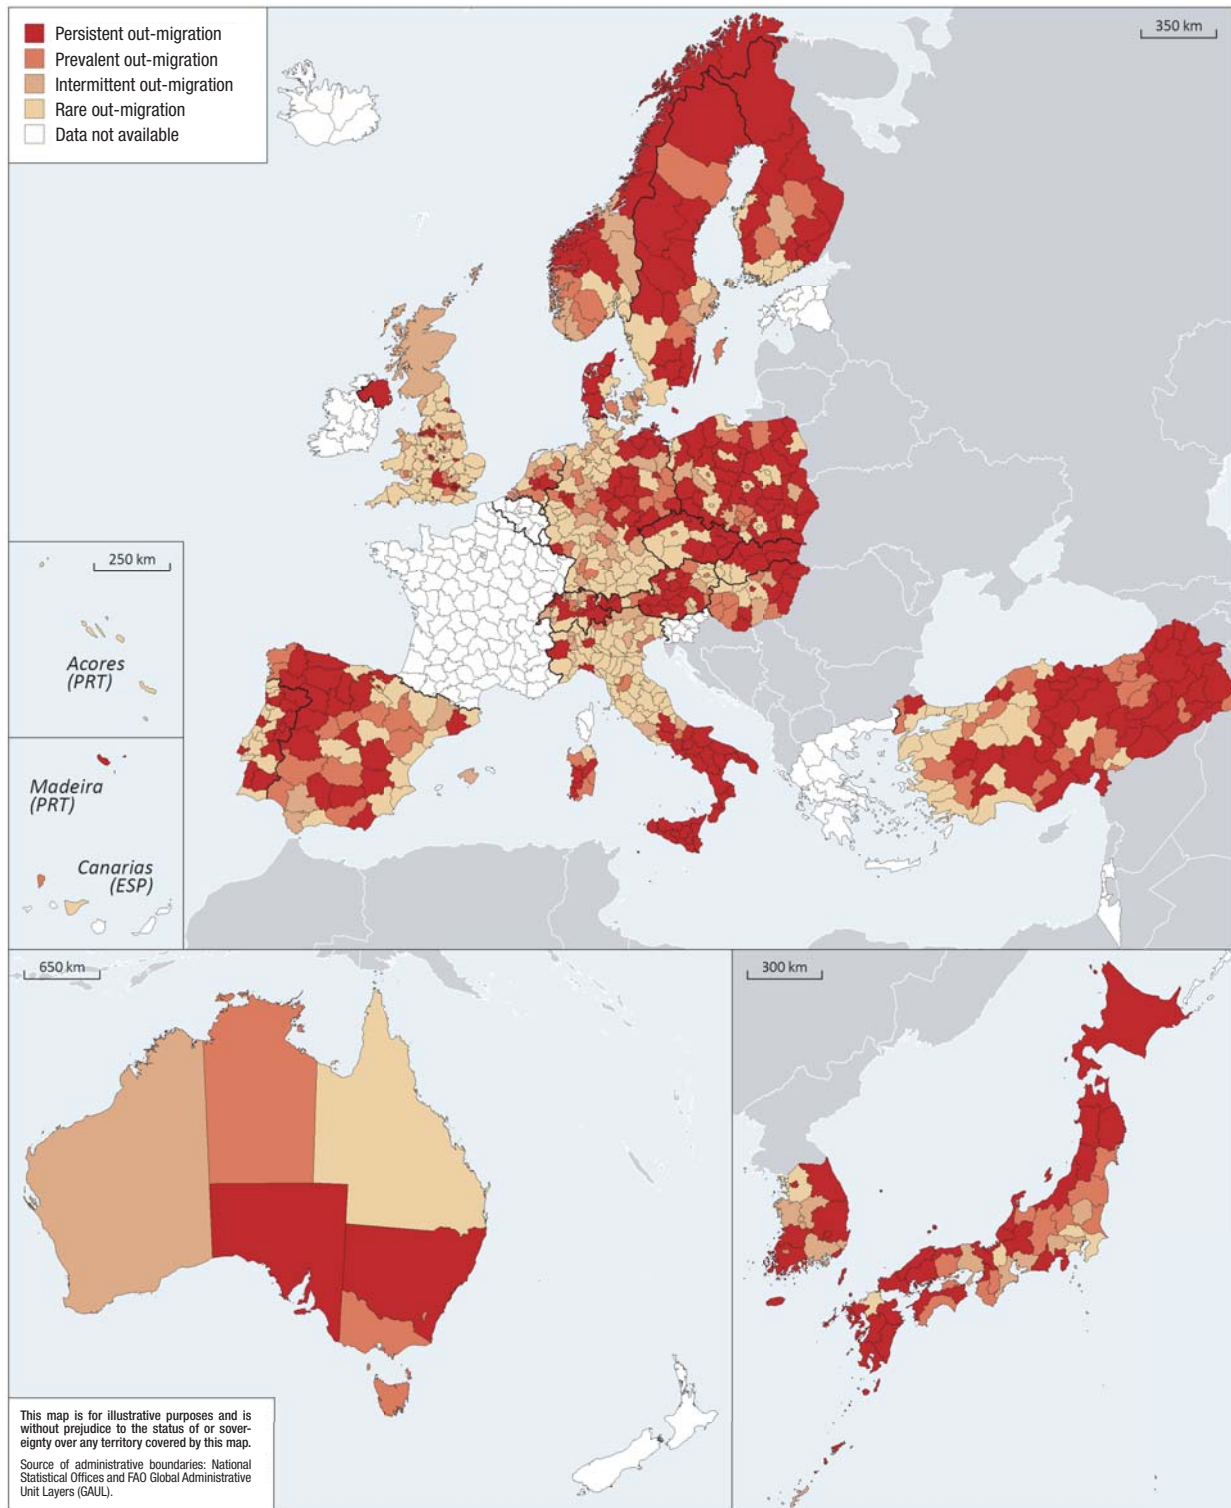 Persistent out-migration
Prevalent out-migration
Intermittent out-migration
Rare out-migration
Data not available
350 km
250 km
Acores
(PRT)
Madeira
(PRT)
Canarias
(ESP)
650 km
300 km
This map is for illustrative purposes and is
without prejudice to the status of or sover-
eignty over any territory covered by this map.
Source of administrative boundaries: National
Statistical Offices and FAO Global Administrative
Unit Layers (GAUL).